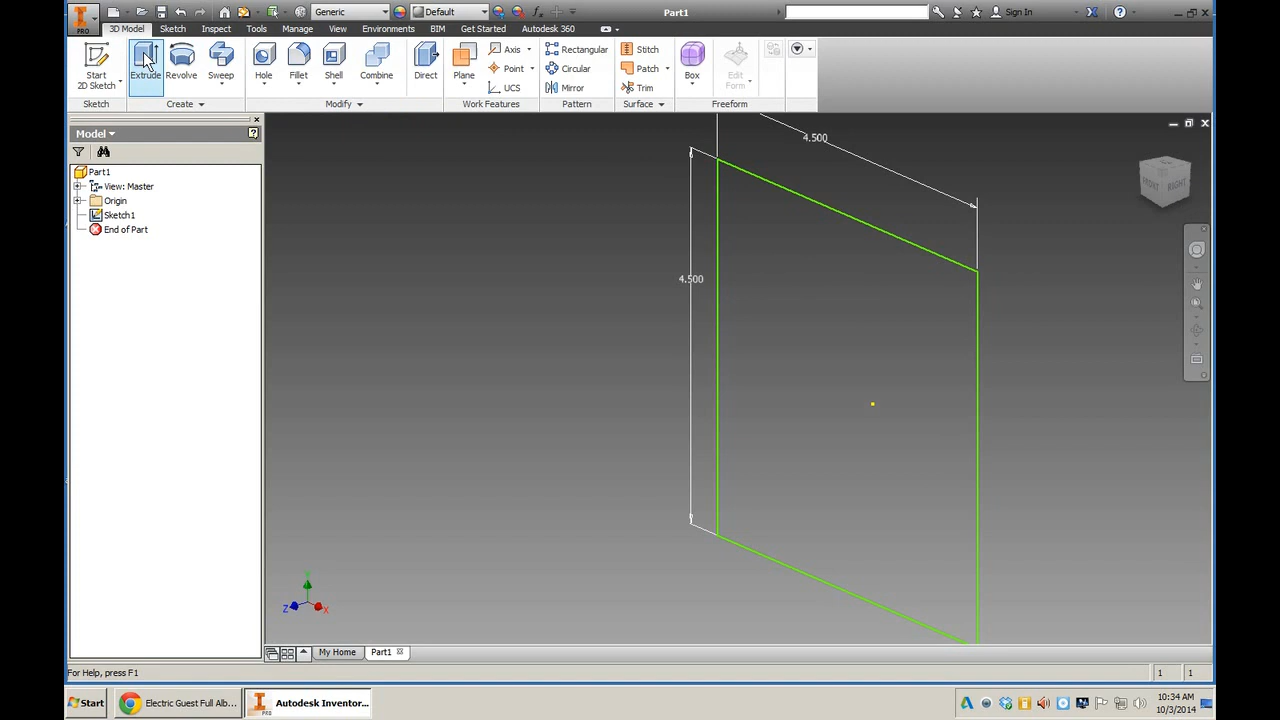 Generic
Default
Part1
Sign In
PRO
3D Model
Sketch
Inspect
Tools
Manage
View
Environments
BIM
Get Started
Autodesk 360
Start
2D Sketch
Extrude
Revolve
Sweep
Hole
Fillet
Shell
Combine
Direct
Plane
Axis
Point
UCS
Rectangular
Circular
Mirror
Stitch
Patch
Trim
Box
Edit
Form
Sketch
Create
Modify
Work Features
Pattern
Surface
Freeform
Model
Part1
View: Master
Origin
Sketch1
End of Part
4.500
4.500
FRONT
RIGHT
Z
X
My Home
Part1
For Help, press F1
1
1
Start
Electric Guest Full Alb...
PRO
Autodesk Inventor...
10:34 AM
10/3/2014